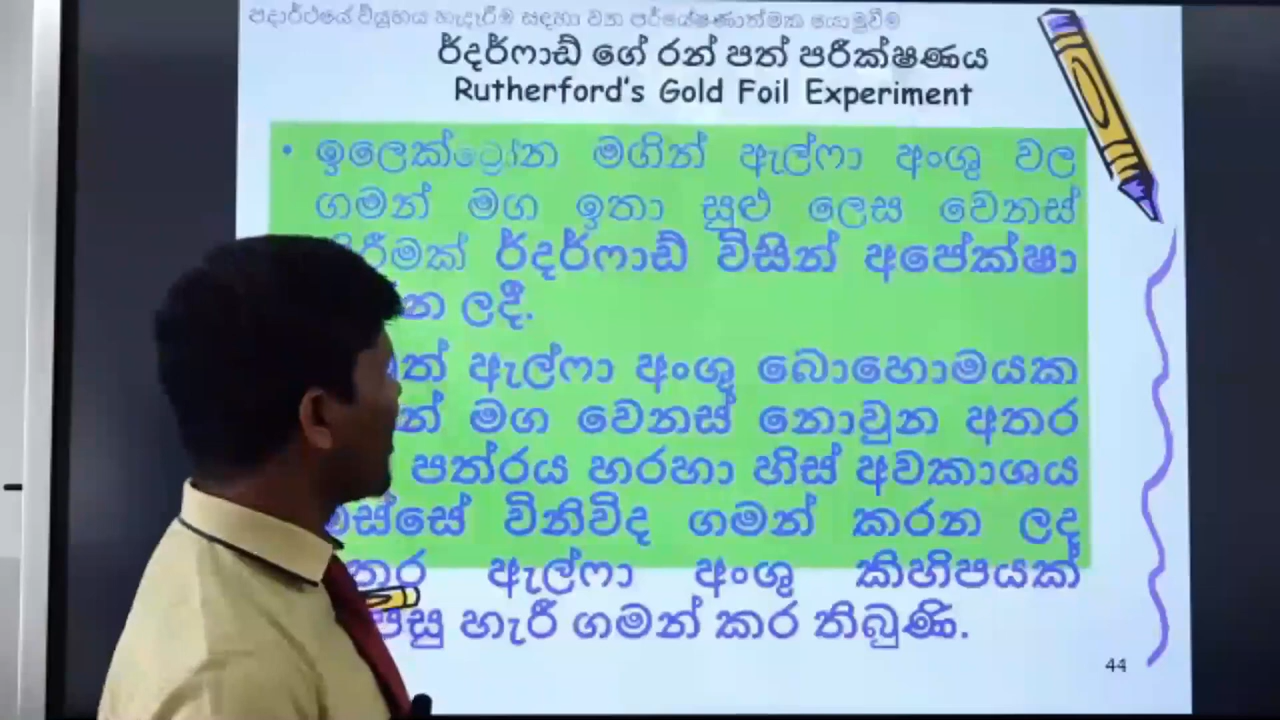 පදාර්ථයේ ව්යුහය හැදෑරීම සඳහා වන පර්යේෂණාත්මක යොමුවීම
ර්දර්ෆාඩ් ගේ රන් පත් පරීක්ෂණය
Rutherford's Gold Foil Experiment
• ඉලෙක්ට්‍රෝන මගින් ඇල්ෆා අංශු වල
ගමන් මග ඉතා සුළු ලෙස වෙනස්
ර්දර්ෆාඩ් විසින් අපේක්ෂා
ලදී.
ඇල්ෆා අංශු බොහොමයක
මග වෙනස් නොවුන අතර
පත්රය හරහා හිස් අවකාශය
විනිවිද ගමන් කරන ලද
ඇල්ෆා අංශු කිහිපයක්
හැරී ගමන් කර තිබුණි.
44